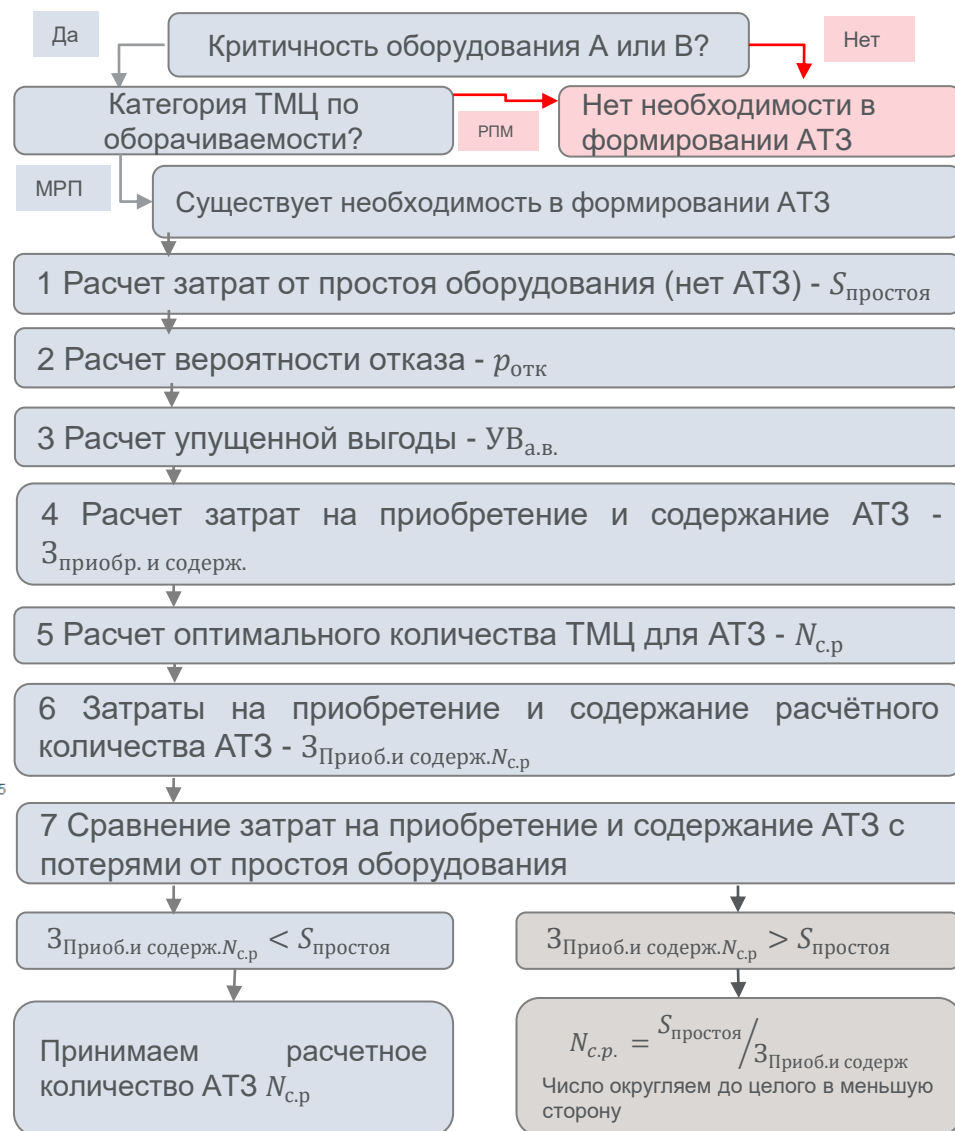 Да
Критичность оборудования А или В?
Нет
Категория ТМЦ по
оборачиваемости?
РПМ
Нет необходимости в
формировании АТЗ
МРП
Существует необходимость в формировании АТЗ
1 Расчет затрат от простоя оборудования (нет АТЗ) - Sпростоя
2 Расчет вероятности отказа - pотк
3 Расчет упущенной выгоды - УВа.в.
4 Расчет затрат на приобретение и содержание АТЗ -
Зприобр. и содерж.
5 Расчет оптимального количества ТМЦ для АТЗ - Nс.р
6 Затраты на приобретение и содержание расчётного
количества АТЗ - ЗПриоб.и содерж.Nс.р
5
7 Сравнение затрат на приобретение и содержание АТЗ с
потерями от простоя оборудования
ЗПриоб.и содерж.Nс.р < Sпростоя
ЗПриоб.и содерж.Nс.р > Sпростоя
Принимаем расчетное
количество АТЗ Nс.р
Nс.р. = Sпростоя/ЗПриоб.и содерж
Число округляем до целого в меньшую
сторону